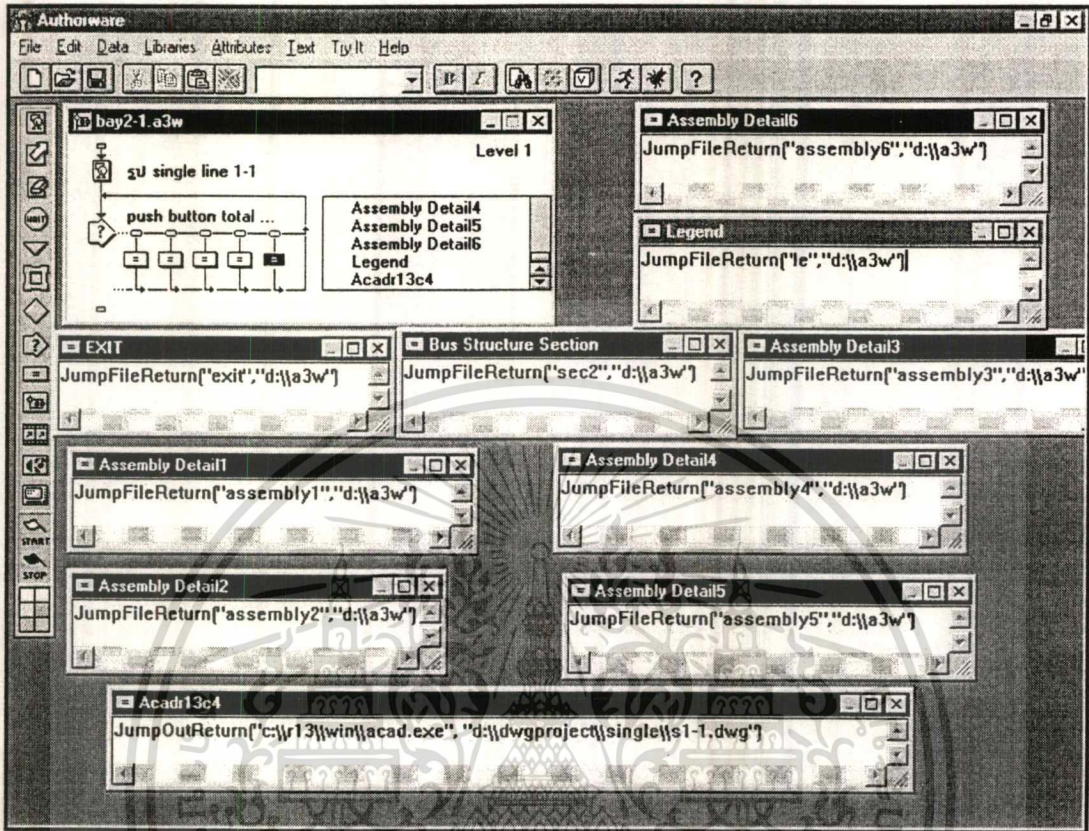 Authorware
File Edit Data Libraries Attributes Text Try It Help
B I
?
bay2-1.a3w
Level 1
รูป single line 1-1
push button total ...
?
= = = = =
Assembly Detail4
Assembly Detail5
Assembly Detail6
Legend
Acadr13c4
WAIT
?
=
START
STOP
Assembly Detail6
JumpFileReturn("assembly6","d:\\a3w")
Legend
JumpFileReturn("le","d:\\a3w")
EXIT
JumpFileReturn("exit","d:\\a3w")
Bus Structure Section
JumpFileReturn("sec2","d:\\a3w")
Assembly Detail3
JumpFileReturn("assembly3","d:\\a3w"
Assembly Detail1
JumpFileReturn("assembly1","d:\\a3w")
Assembly Detail4
JumpFileReturn("assembly4","d:\\a3w")
Assembly Detail2
JumpFileReturn("assembly2","d:\\a3w")
Assembly Detail5
JumpFileReturn("assembly5","d:\\a3w")
Acadr13c4
JumpOutReturn("c:\\r13\\win\\acad.exe", "d:\\dwgproject\\single\\s1-1.dwg")